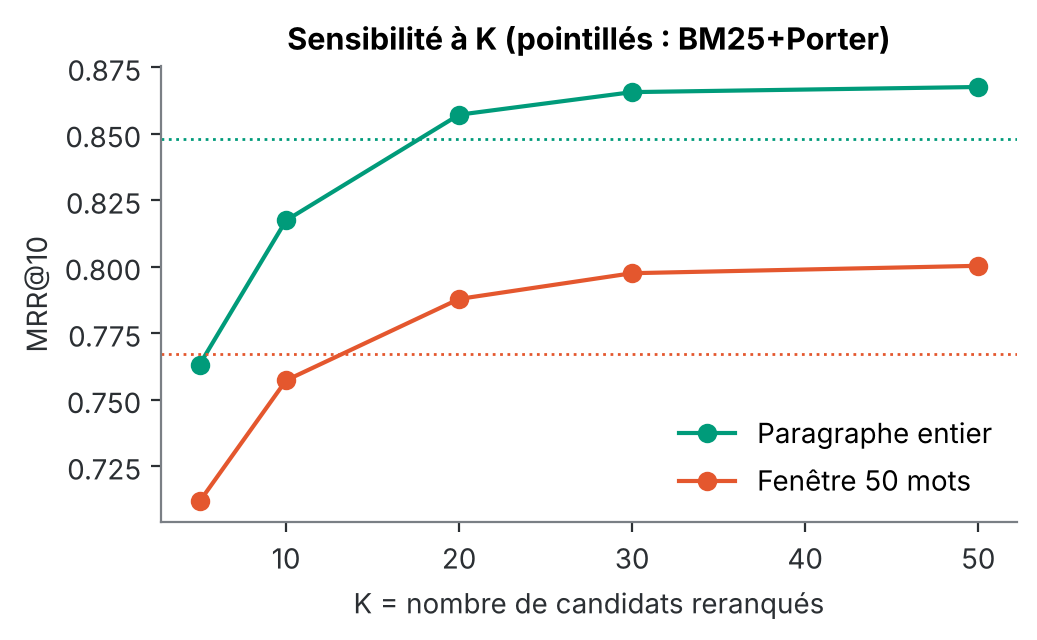 Sensibilité à K (pointillés : BM25+Porter)
0.875
0.850
0.825
0.800
0.775
0.750
0.725
MRR@10
Paragraphe entier
Fenêtre 50 mots
10 20 30 40 50
K = nombre de candidats reranqués